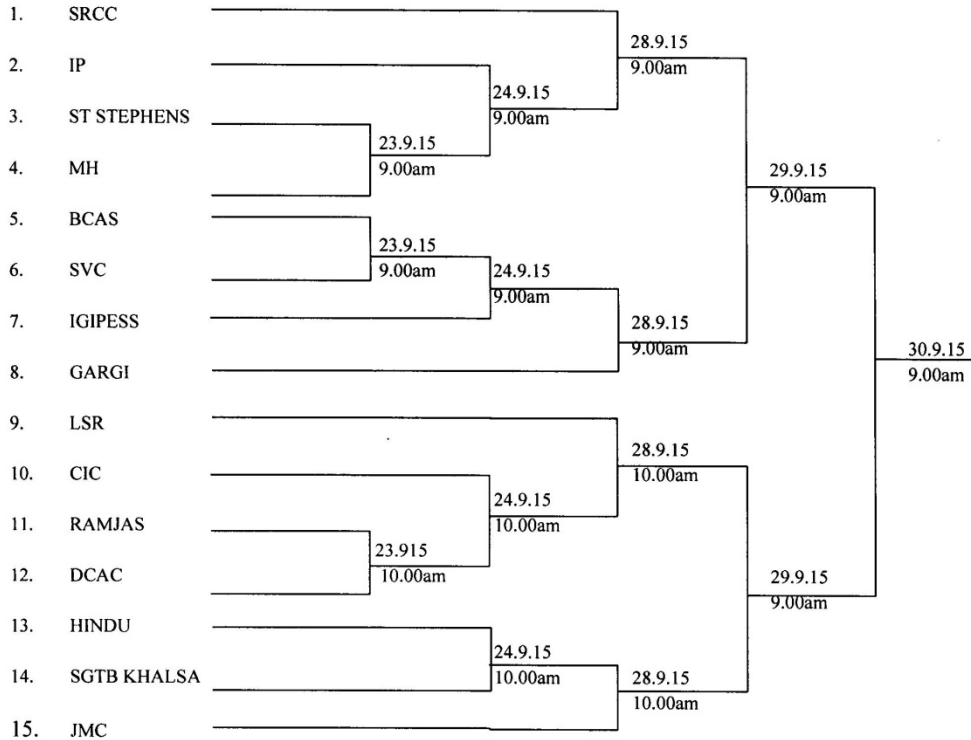 1. SRCC
28.9.15
9.00am
2. IP
24.9.15
9.00am
3. ST STEPHENS
23.9.15
9.00am
4. MH
29.9.15
9.00am
5. BCAS
23.9.15
9.00am
6. SVC
24.9.15
9.00am
7. IGIPESS
28.9.15
9.00am
30.9.15
9.00am
8. GARGI
9. LSR
28.9.15
10.00am
10. CIC
24.9.15
10.00am
11. RAMJAS
23.915
10.00am
12. DCAC
29.9.15
9.00am
13. HINDU
24.9.15
10.00am
14. SGTB KHALSA
28.9.15
10.00am
15. JMC